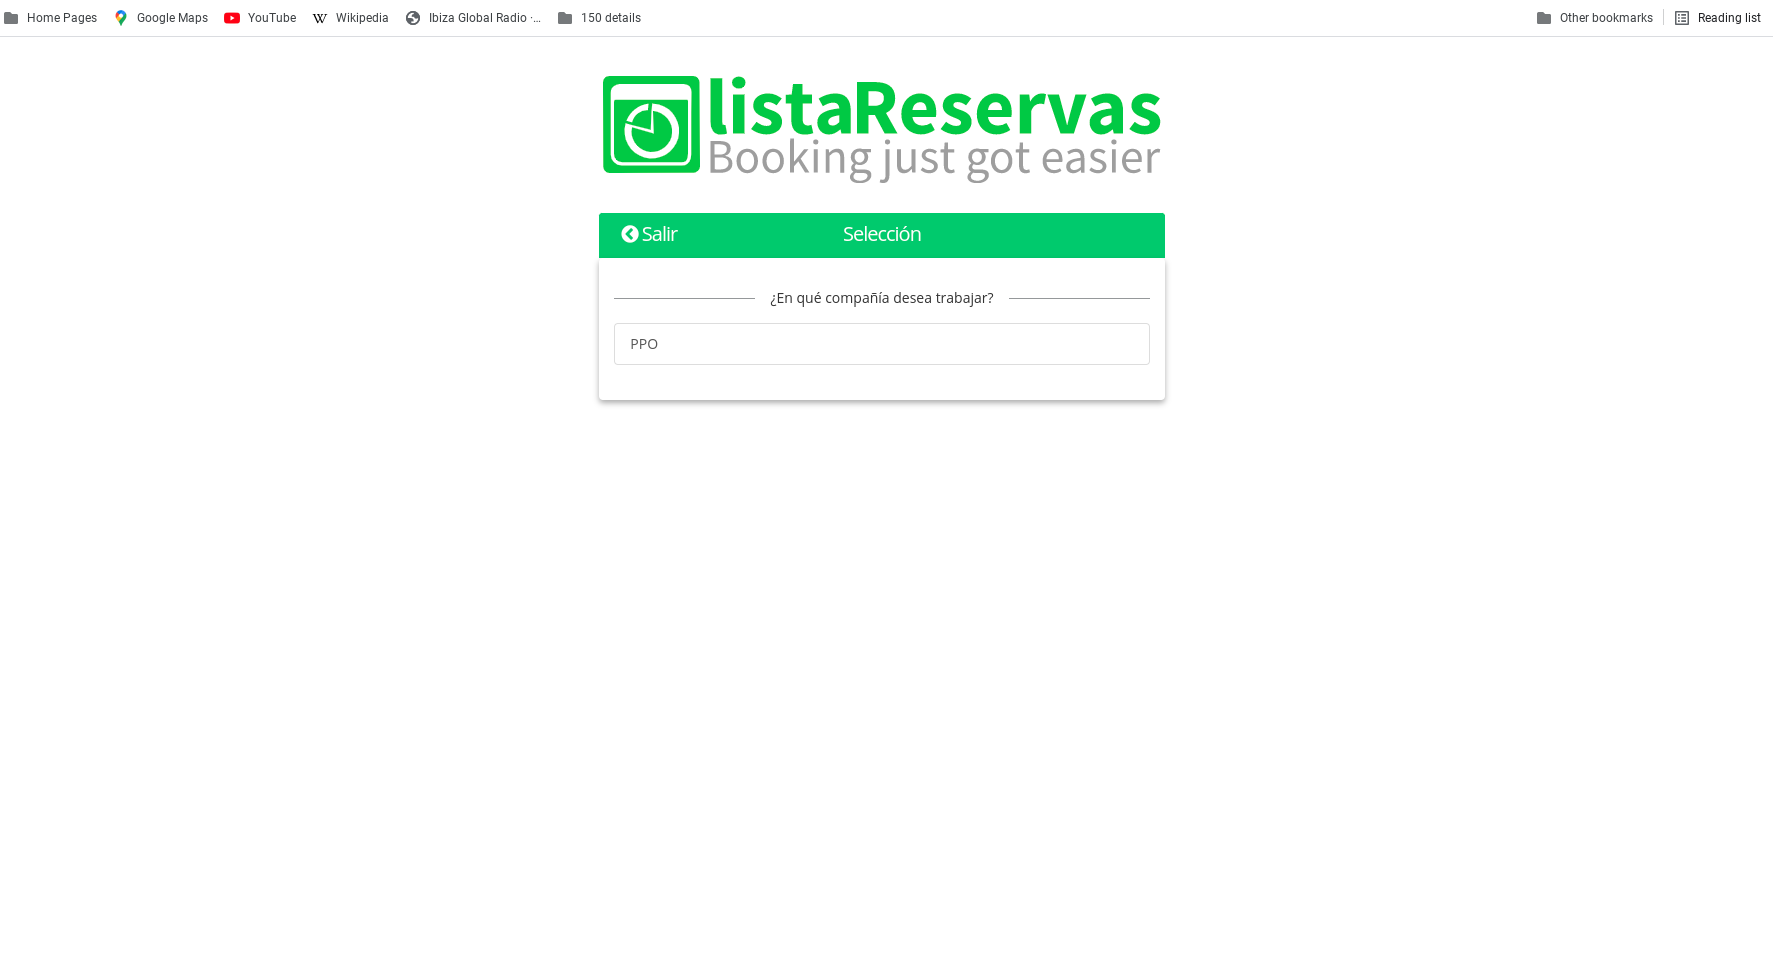 Home Pages Google Maps YouTube Wikipedia Ibiza Global Radio ·... 150 details Other bookmarks Reading list
listaReservas
Booking just got easier
Salir Selección
¿En qué compañía desea trabajar?
PPO